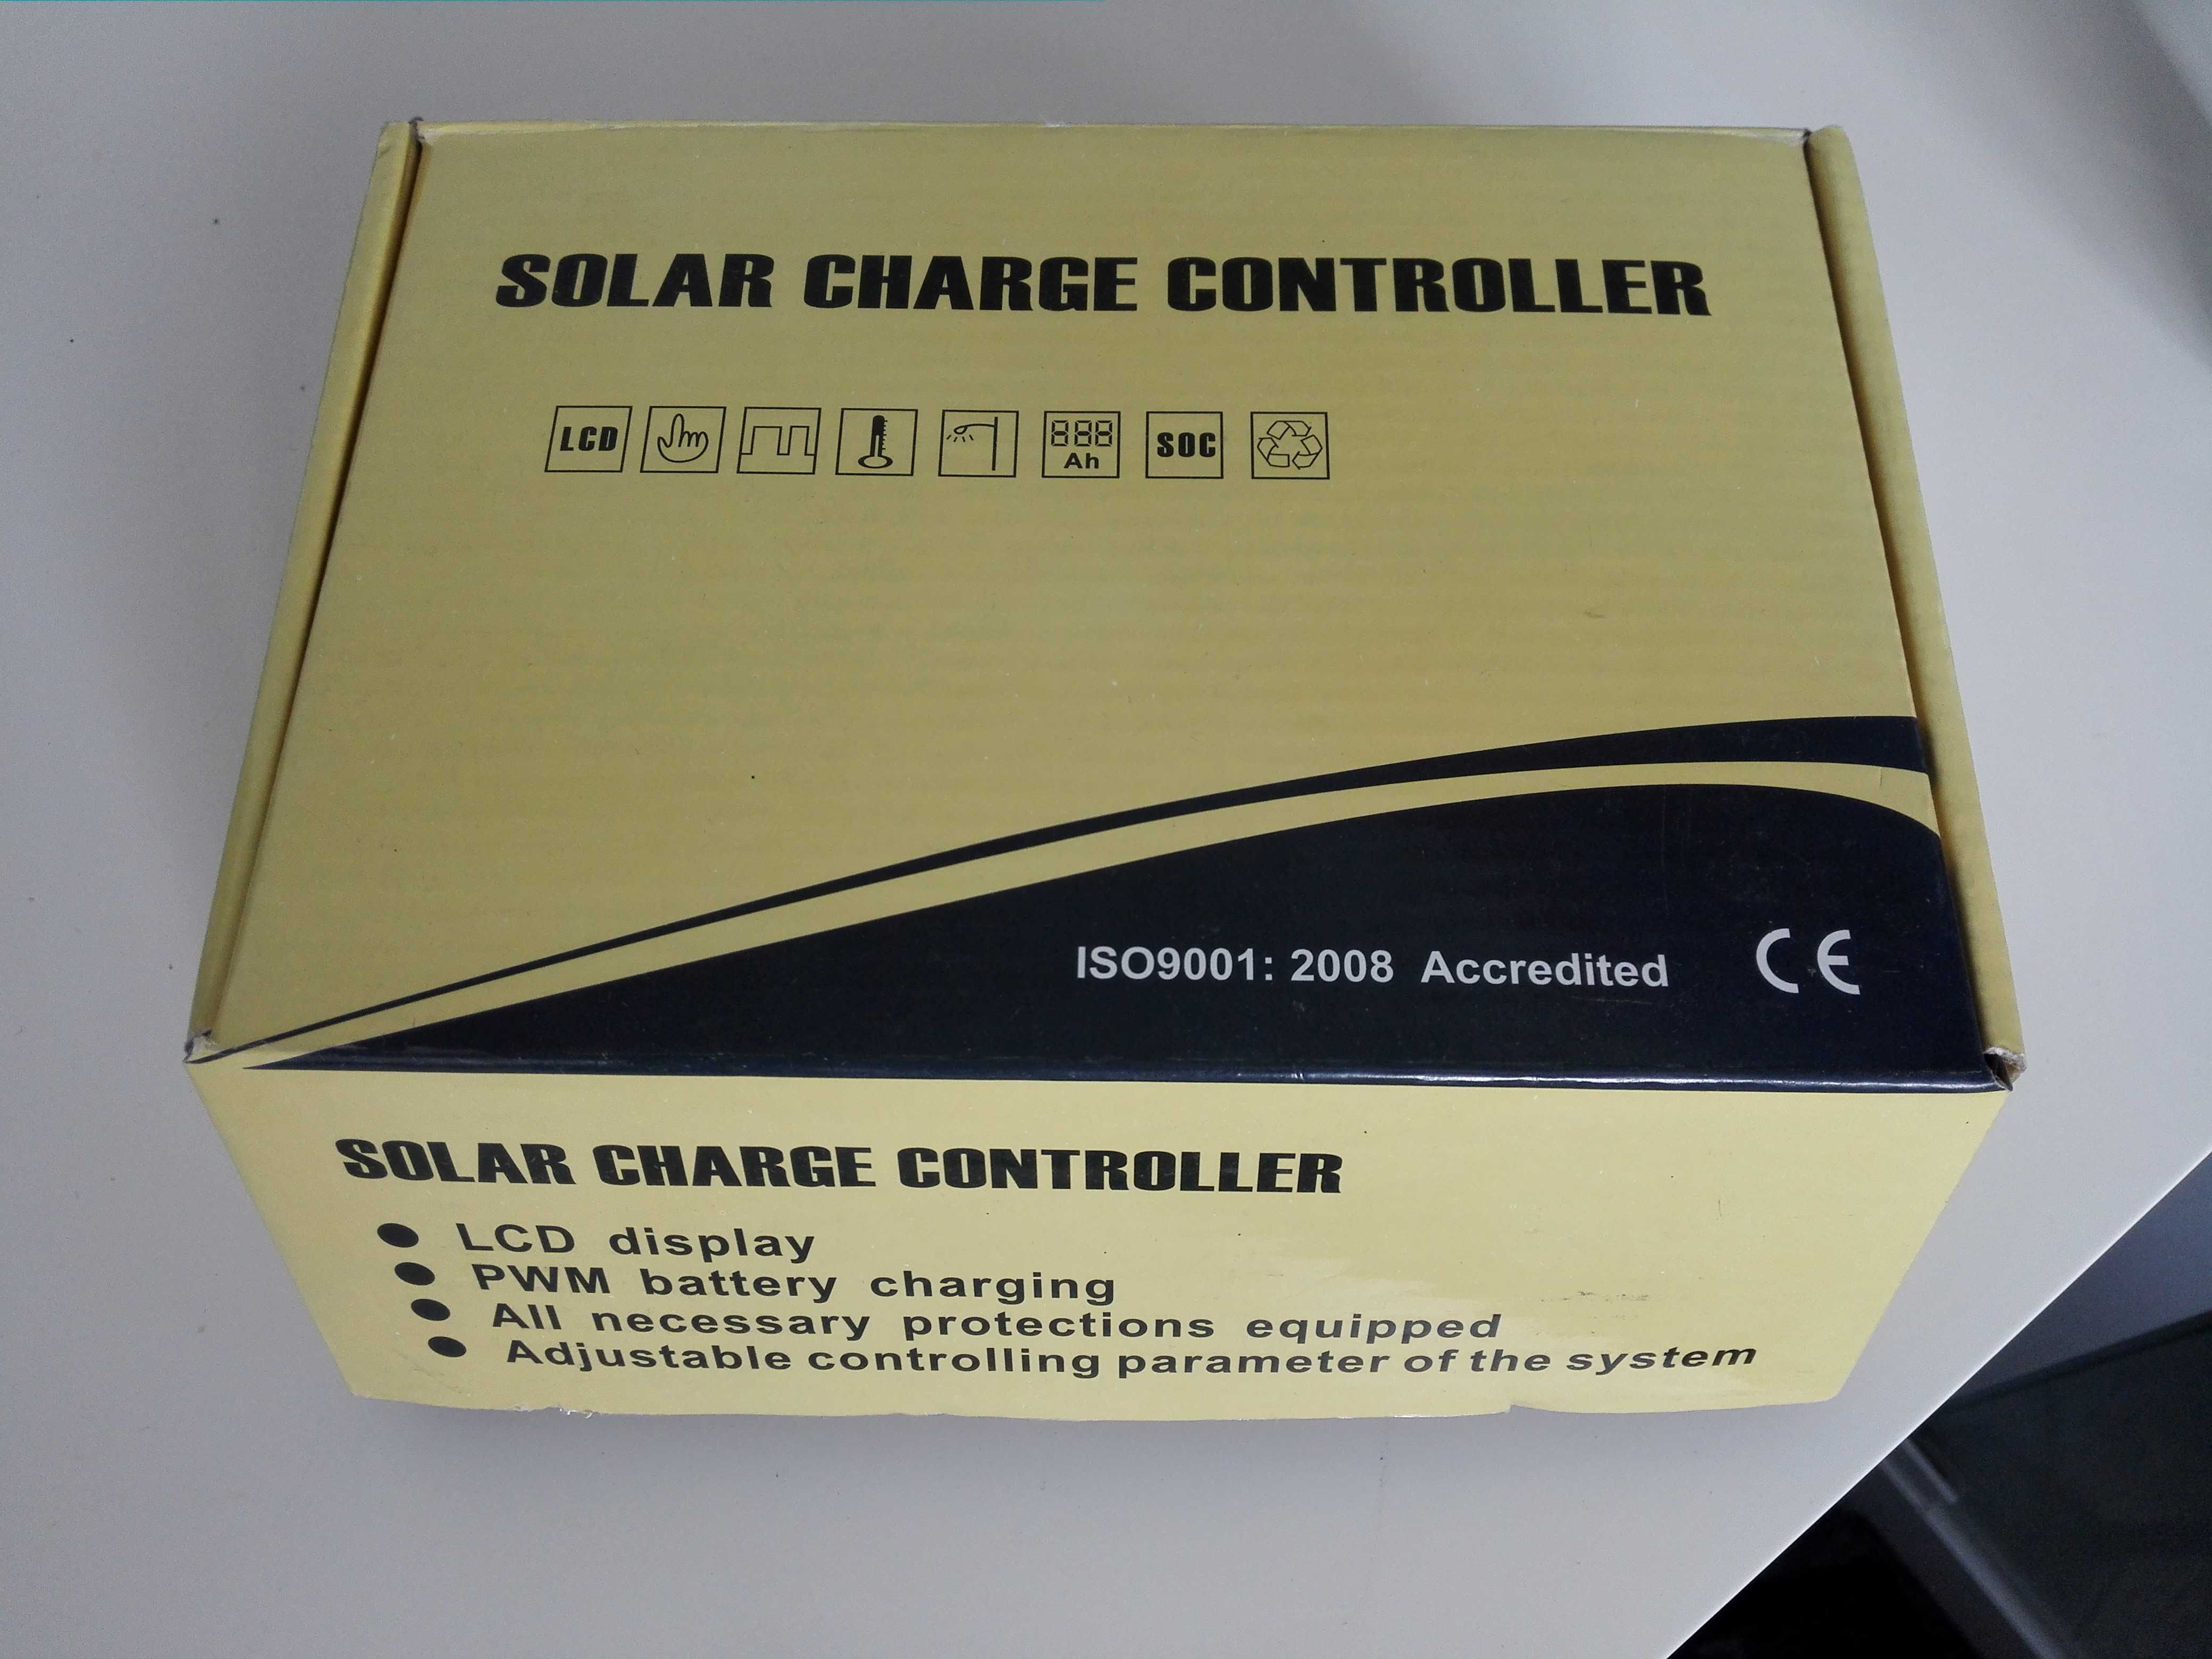 SOLAR CHARGE CONTROLLER
LCD 888 Ah SOC
ISO9001: 2008 Accredited CE
SOLAR CHARGE CONTROLLER
● LCD display
● PWM battery charging
● All necessary protections equipped
● Adjustable controlling parameter of the system